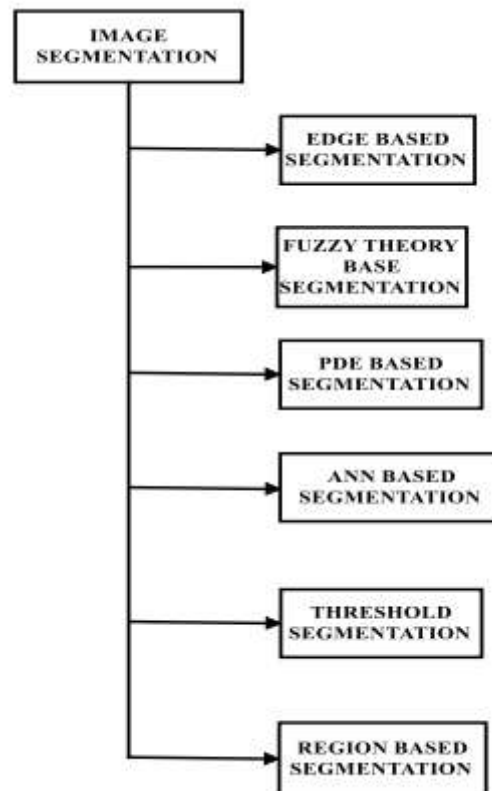 IMAGE
SEGMENTATION
EDGE BASED
SEGMENTATION
FUZZY THEORY
BASE
SEGMENTATION
PDE BASED
SEGMENTATION
ANN BASED
SEGMENTATION
THRESHOLD
SEGMENTATION
REGION BASED
SEGMENTATION